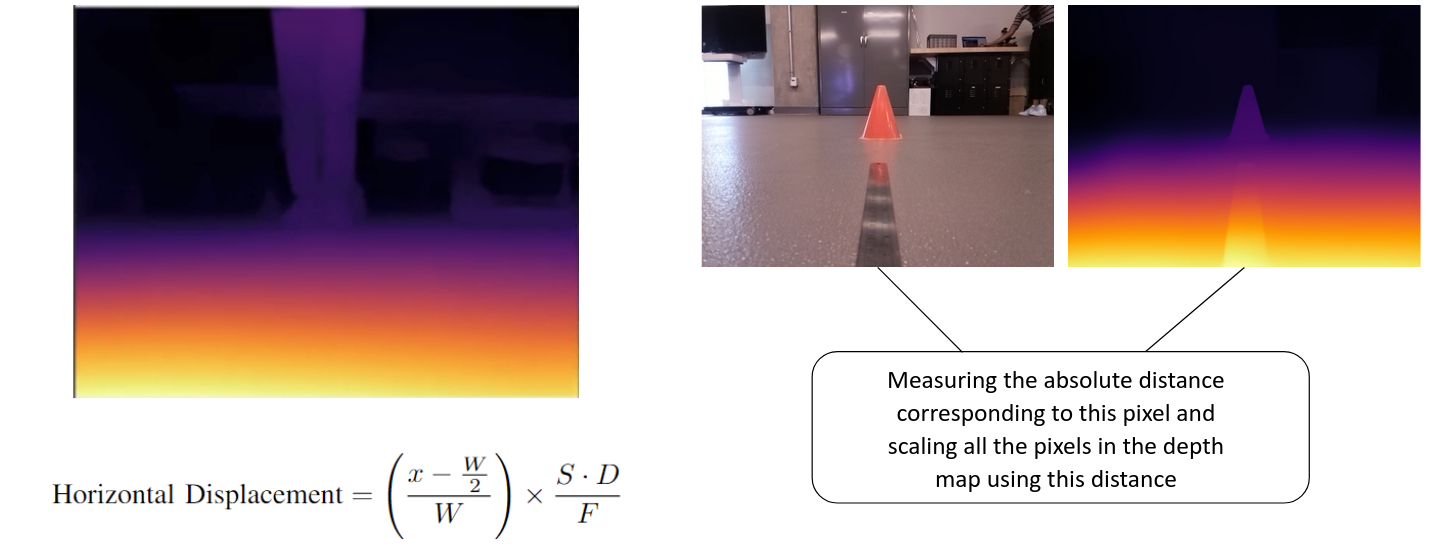 Horizontal Displacement = \left( \frac{x - \frac{W}{2}}{W} \right) \times \frac{S \cdot D}{F}
Measuring the absolute distance
corresponding to this pixel and
scaling all the pixels in the depth
map using this distance